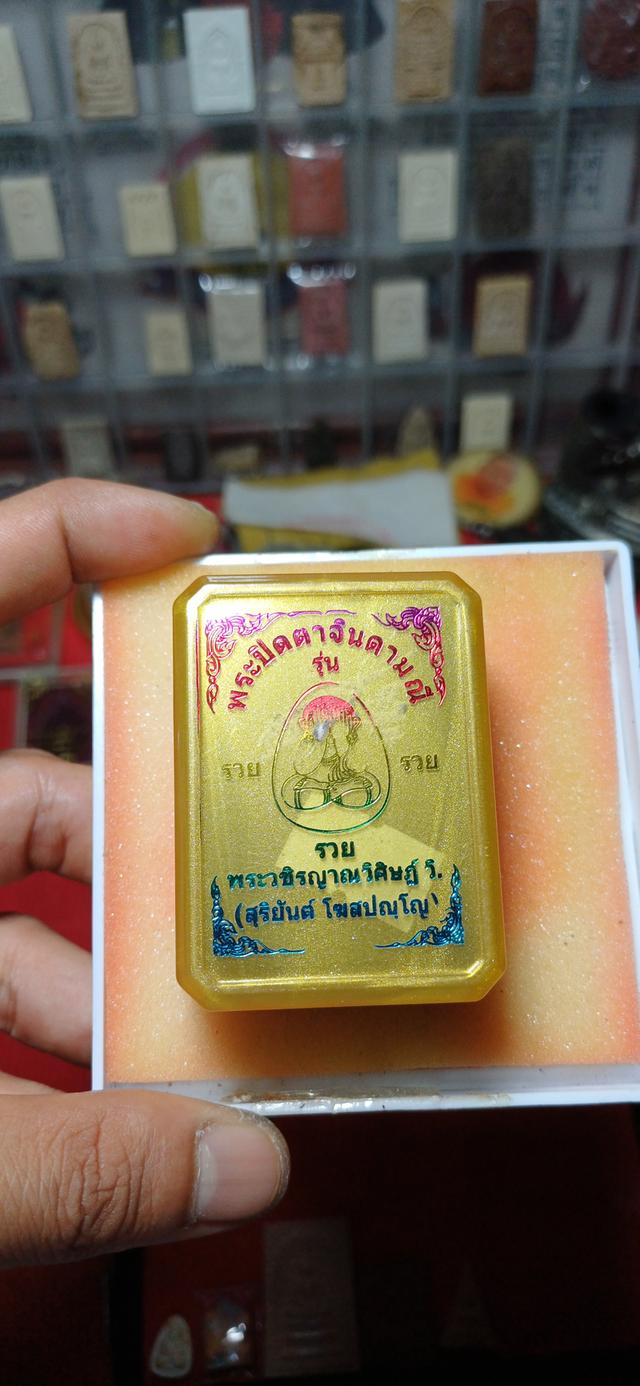 พระปิดตาจินดามณี
รุ่น
รวย รวย
รวย
พระวชิรญาณวิศิษฏ์ วิ.
(สุริยันต์ โฆสปญฺโญ)